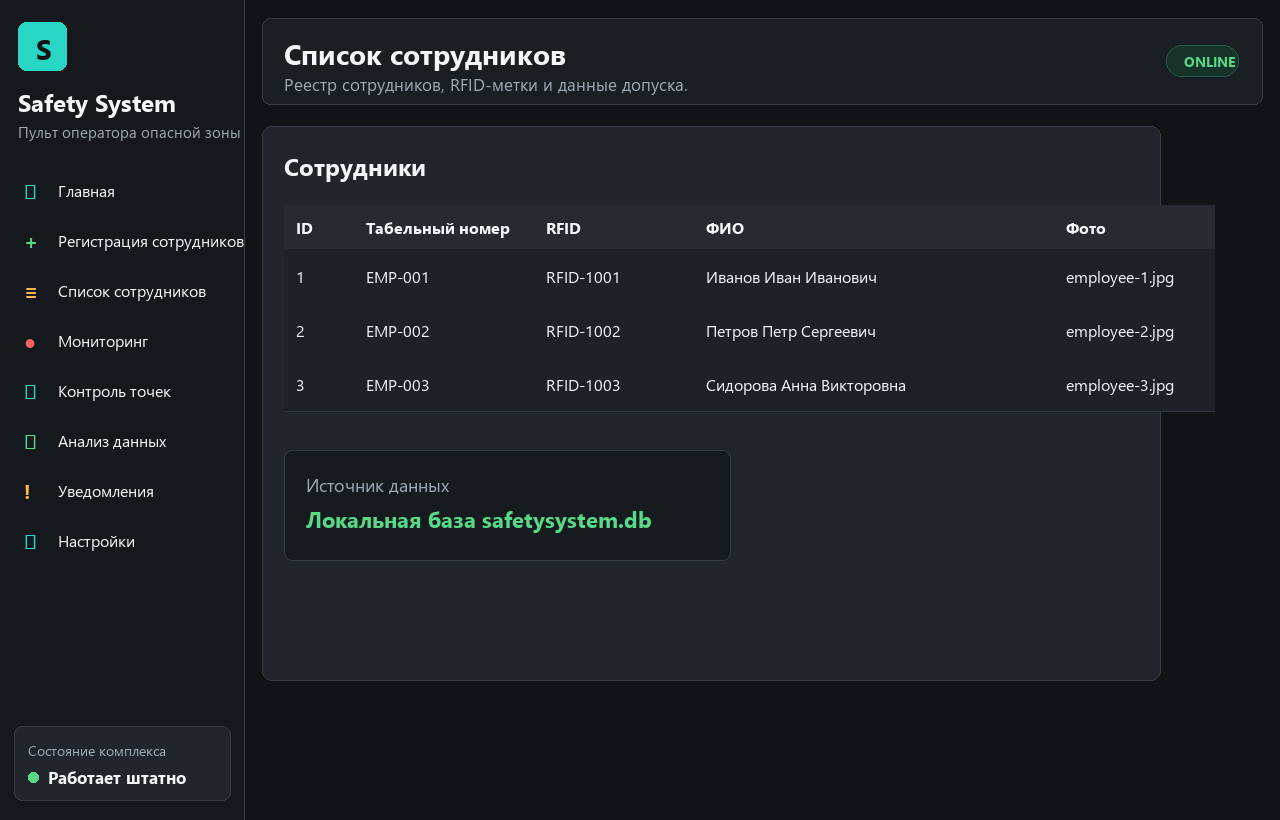 S
Safety System
Пульт оператора опасной зоны
Главная
+ Регистрация сотрудников
≡ Список сотрудников
● Мониторинг
Контроль точек
Анализ данных
! Уведомления
Настройки
Состояние комплекса
Работает штатно
Список сотрудников
Реестр сотрудников, RFID-метки и данные допуска.
ONLINE
Сотрудники
ID Табельный номер RFID ФИО Фото
1 EMP-001 RFID-1001 Иванов Иван Иванович employee-1.jpg
2 EMP-002 RFID-1002 Петров Петр Сергеевич employee-2.jpg
3 EMP-003 RFID-1003 Сидорова Анна Викторовна employee-3.jpg
Источник данных
Локальная база safetysystem.db